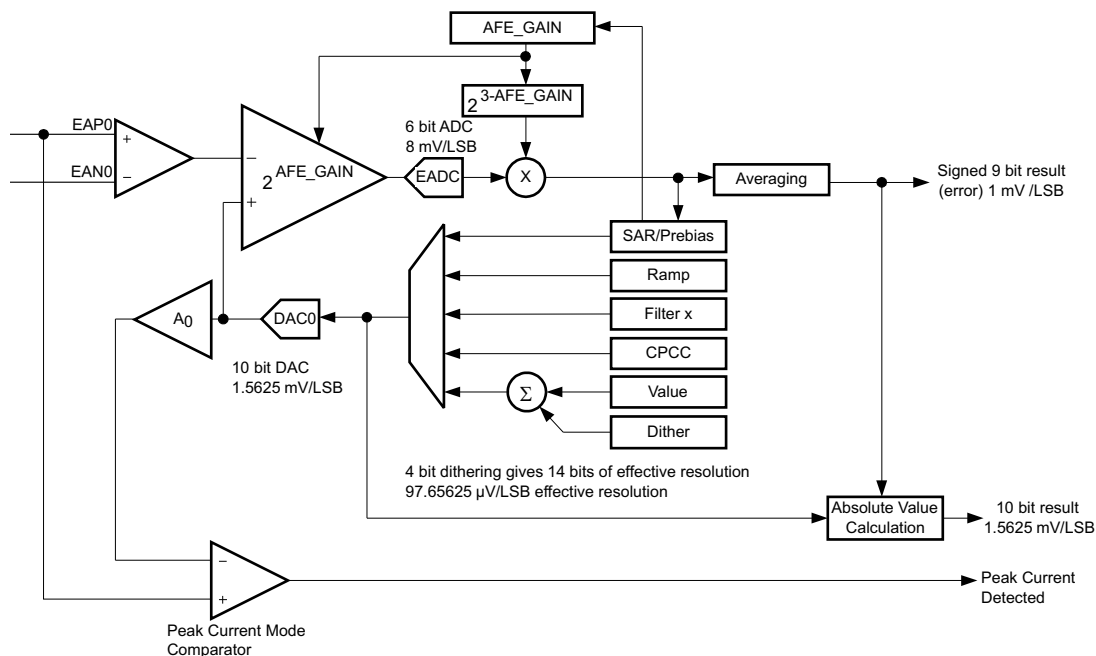 AFE_GAIN
2 3-AFE_GAIN
6 bit ADC
8 mV/LSB
EAP0
+
EAN0
−
−
2 AFE_GAIN
+
EADC
X
Averaging
Signed 9 bit result
(error) 1 mV /LSB
SAR/Prebias
Ramp
Filter x
CPCC
Value
Dither
Σ
A0
DAC0
10 bit DAC
1.5625 mV/LSB
4 bit dithering gives 14 bits of effective resolution
97.65625 μV/LSB effective resolution
Absolute Value
Calculation
10 bit result
1.5625 mV/LSB
−
+
Peak Current
Detected
Peak Current Mode
Comparator